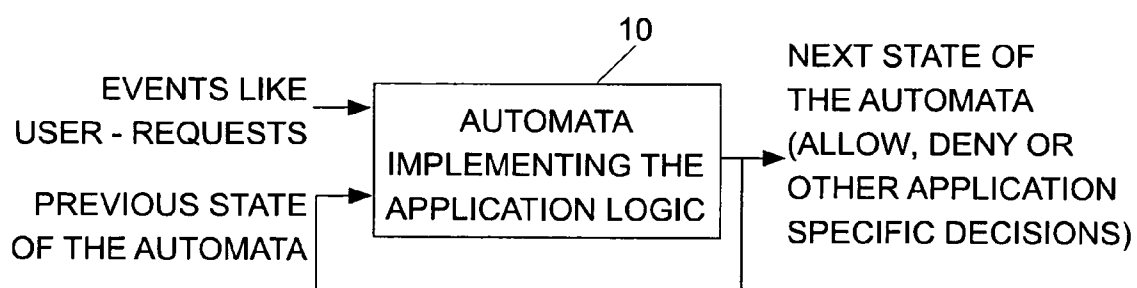 10
EVENTS LIKE
USER - REQUESTS
PREVIOUS STATE
OF THE AUTOMATA
AUTOMATA
IMPLEMENTING THE
APPLICATION LOGIC
NEXT STATE OF
THE AUTOMATA
(ALLOW, DENY OR
OTHER APPLICATION
SPECIFIC DECISIONS)